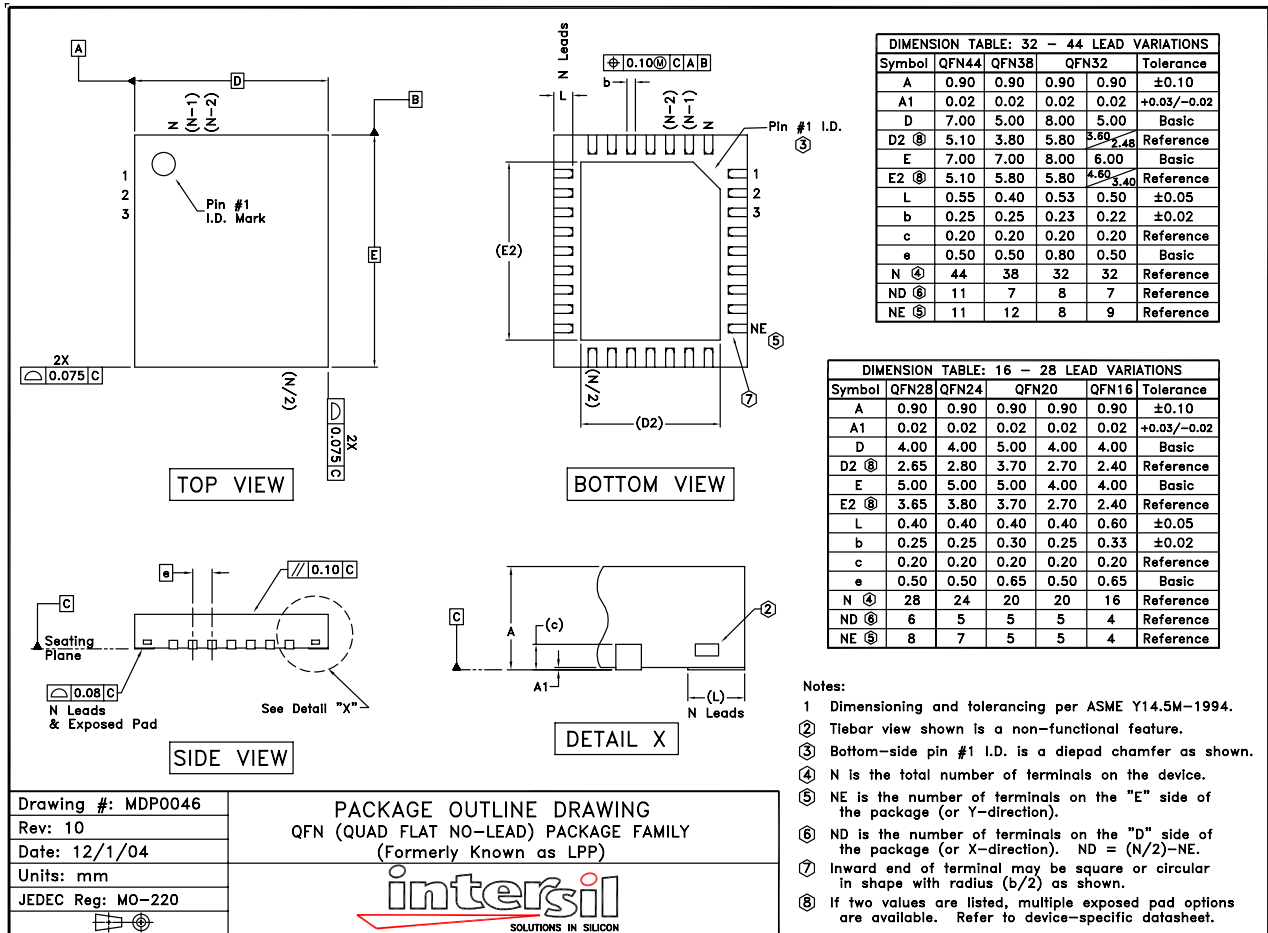 A
D
B
N
(N-1)
(N-2)
1
2
3
Pin #1
I.D. Mark
E
2X
0.075 C
(N/2)
0.075 C
2X
TOP VIEW
N Leads
L
⌖ 0.10Ⓜ C A B
b
(N-2)
(N-1)
N
Pin #1 I.D.
3
1
2
3
(E2)
NE
5
(N/2)
7
(D2)
BOTTOM VIEW
e
// 0.10 C
C
Seating
Plane
0.08 C
N Leads
& Exposed Pad
See Detail "X"
SIDE VIEW
C
A
(c)
A1
2
(L)
N Leads
DETAIL X
DIMENSION TABLE: 32 - 44 LEAD VARIATIONS
Symbol QFN44 QFN38 QFN32 Tolerance
A 0.90 0.90 0.90 0.90 ±0.10
A1 0.02 0.02 0.02 0.02 +0.03/-0.02
D 7.00 5.00 8.00 5.00 Basic
D2 ⑧ 5.10 3.80 5.80 3.60/2.48 Reference
E 7.00 7.00 8.00 6.00 Basic
E2 ⑧ 5.10 5.80 5.80 4.60/3.40 Reference
L 0.55 0.40 0.53 0.50 ±0.05
b 0.25 0.25 0.23 0.22 ±0.02
c 0.20 0.20 0.20 0.20 Reference
e 0.50 0.50 0.80 0.50 Basic
N ④ 44 38 32 32 Reference
ND ⑥ 11 7 8 7 Reference
NE ⑤ 11 12 8 9 Reference
DIMENSION TABLE: 16 - 28 LEAD VARIATIONS
Symbol QFN28 QFN24 QFN20 QFN16 Tolerance
A 0.90 0.90 0.90 0.90 0.90 ±0.10
A1 0.02 0.02 0.02 0.02 0.02 +0.03/-0.02
D 4.00 4.00 5.00 4.00 4.00 Basic
D2 ⑧ 2.65 2.80 3.70 2.70 2.40 Reference
E 5.00 5.00 5.00 4.00 4.00 Basic
E2 ⑧ 3.65 3.80 3.70 2.70 2.40 Reference
L 0.40 0.40 0.40 0.40 0.60 ±0.05
b 0.25 0.25 0.30 0.25 0.33 ±0.02
c 0.20 0.20 0.20 0.20 0.20 Reference
e 0.50 0.50 0.65 0.50 0.65 Basic
N ④ 28 24 20 20 16 Reference
ND ⑥ 6 5 5 5 4 Reference
NE ⑤ 8 7 5 5 4 Reference
Notes:
1 Dimensioning and tolerancing per ASME Y14.5M-1994.
② Tiebar view shown is a non-functional feature.
③ Bottom-side pin #1 I.D. is a diepad chamfer as shown.
④ N is the total number of terminals on the device.
⑤ NE is the number of terminals on the "E" side of
the package (or Y-direction).
⑥ ND is the number of terminals on the "D" side of
the package (or X-direction). ND = (N/2)-NE.
⑦ Inward end of terminal may be square or circular
in shape with radius (b/2) as shown.
⑧ If two values are listed, multiple exposed pad options
are available. Refer to device-specific datasheet.
Drawing #: MDP0046
Rev: 10
Date: 12/1/04
Units: mm
JEDEC Reg: MO-220
PACKAGE OUTLINE DRAWING
QFN (QUAD FLAT NO-LEAD) PACKAGE FAMILY
(Formerly Known as LPP)
intersil
SOLUTIONS IN SILICON